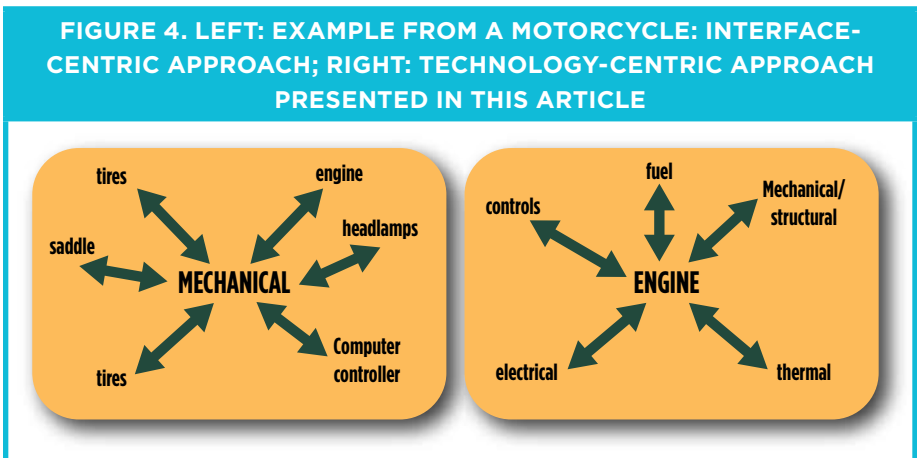 FIGURE 4. LEFT: EXAMPLE FROM A MOTORCYCLE: INTERFACE-
CENTRIC APPROACH; RIGHT: TECHNOLOGY-CENTRIC APPROACH
PRESENTED IN THIS ARTICLE
tires
engine
headlamps
saddle
MECHANICAL
Computer
controller
tires
fuel
Mechanical/
structural
controls
ENGINE
electrical
thermal